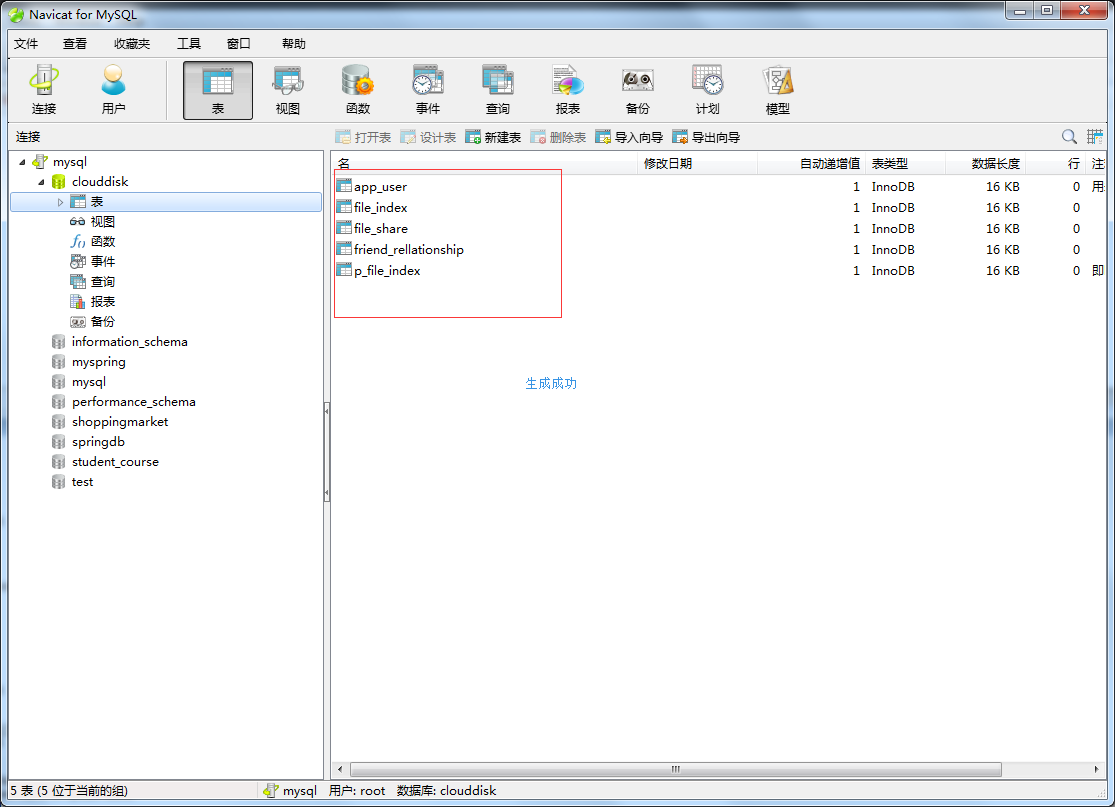 Navicat for MySQL
文件 查看 收藏夹 工具 窗口 帮助
连接 用户 表 视图 函数 事件 查询 报表 备份 计划 模型
连接 打开表 设计表 新建表 删除表 导入向导 导出向导
名 修改日期 自动递增值 表类型 数据长度 行 注
mysql
clouddisk
表
视图
函数
事件
查询
报表
备份
information_schema
myspring
mysql
performance_schema
shoppingmarket
springdb
student_course
test
app_user 1 InnoDB 16 KB 0 用
file_index 1 InnoDB 16 KB 0
file_share 1 InnoDB 16 KB 0
friend_rellationship 1 InnoDB 16 KB 0
p_file_index 1 InnoDB 16 KB 0 即
生成成功
5 表 (5 位于当前的组) mysql 用户: root 数据库: clouddisk